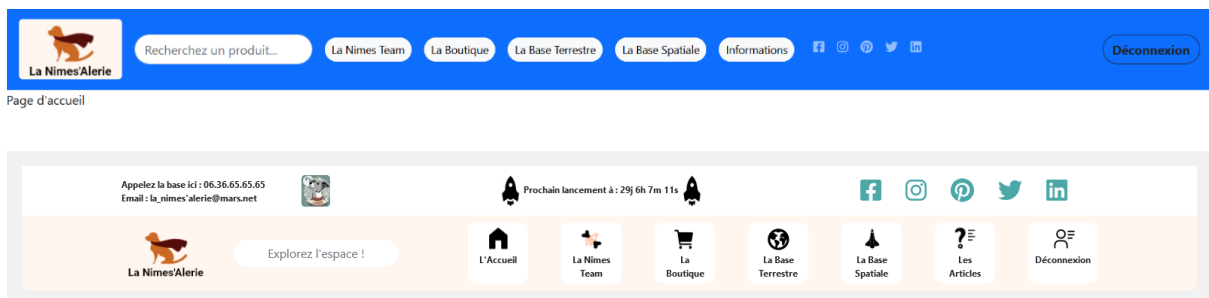 La Nimes'Alerie
Recherchez un produit...
La Nimes Team
La Boutique
La Base Terrestre
La Base Spatiale
Informations
Déconnexion
Page d'accueil
Appelez la base ici : 06.36.65.65.65
Email : la_nimes'alerie@mars.net
Prochain lancement à : 29j 6h 7m 11s
La Nimes'Alerie
Explorez l'espace !
L'Accueil
La Nimes
Team
La
Boutique
La Base
Terrestre
La Base
Spatiale
Les
Articles
Déconnexion